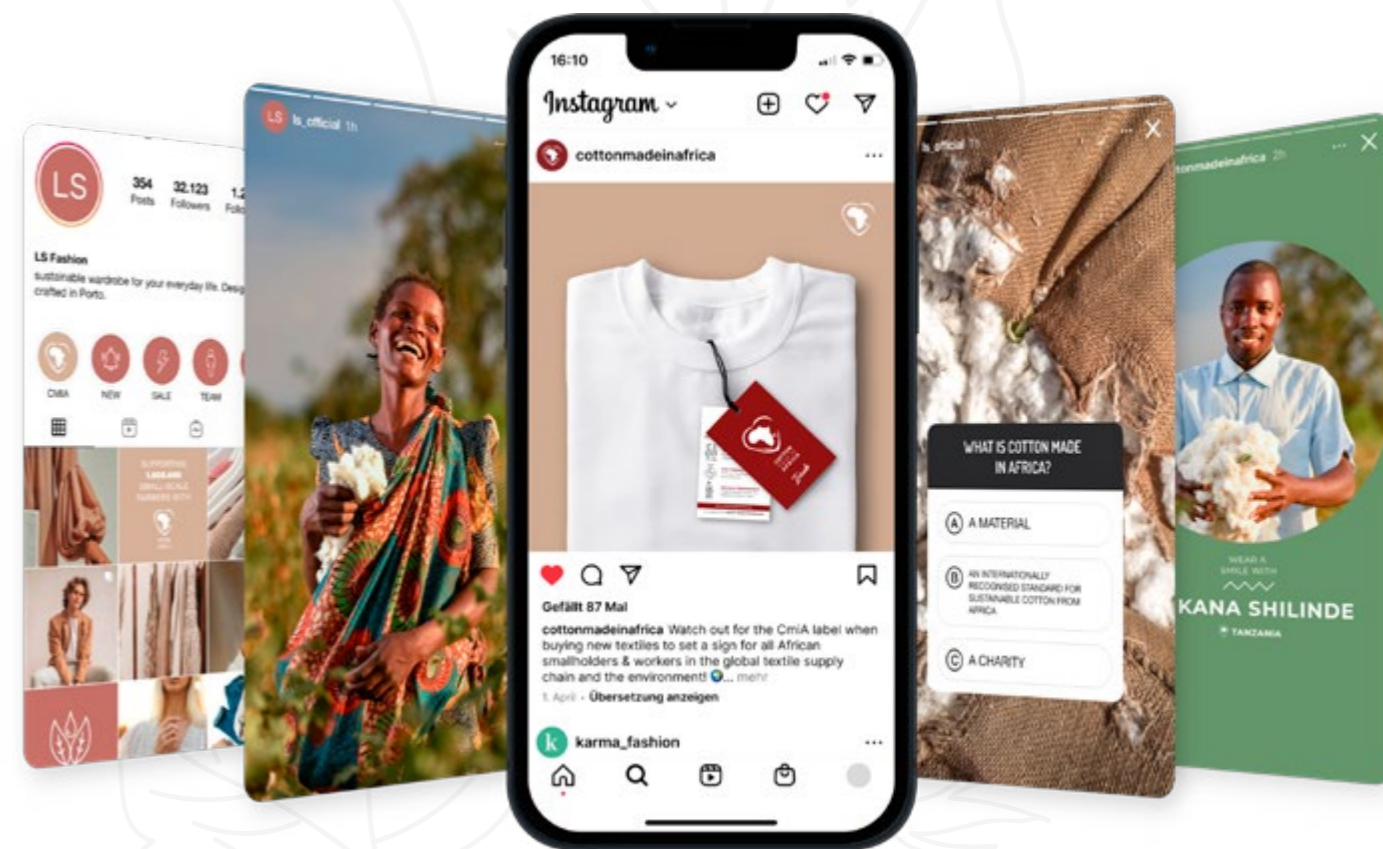 LS
354
32.123
1.2
Posts
Followers
Follo
LS Fashion
sustainable wardrobe for your everyday life. Desig
crafted in Porto.
CMIA
NEW
SALE
TEAM
SUPPORTING
SMALL-SCALE
FARMERS WITH
LS
ls_official 1h
16:10
Instagram
cottonmadeinafrica
Gefällt 87 Mal
cottonmadeinafrica Watch out for the CmiA label when
buying new textiles to set a sign for all African
smallholders & workers in the global textile supply
chain and the environment! 🌍... mehr
1. April • Übersetzung anzeigen
k
karma_fashion
ls_official 1h
WHAT IS COTTON MADE
IN AFRICA?
A A MATERIAL
B AN INTERNATIONALLY
RECOGNISED STANDARD FOR
SUSTAINABLE COTTON FROM
AFRICA
C A CHARITY
tonmadeinafrica 2h
WEAR A
SMILE WITH
KANA SHILINDE
TANZANIA